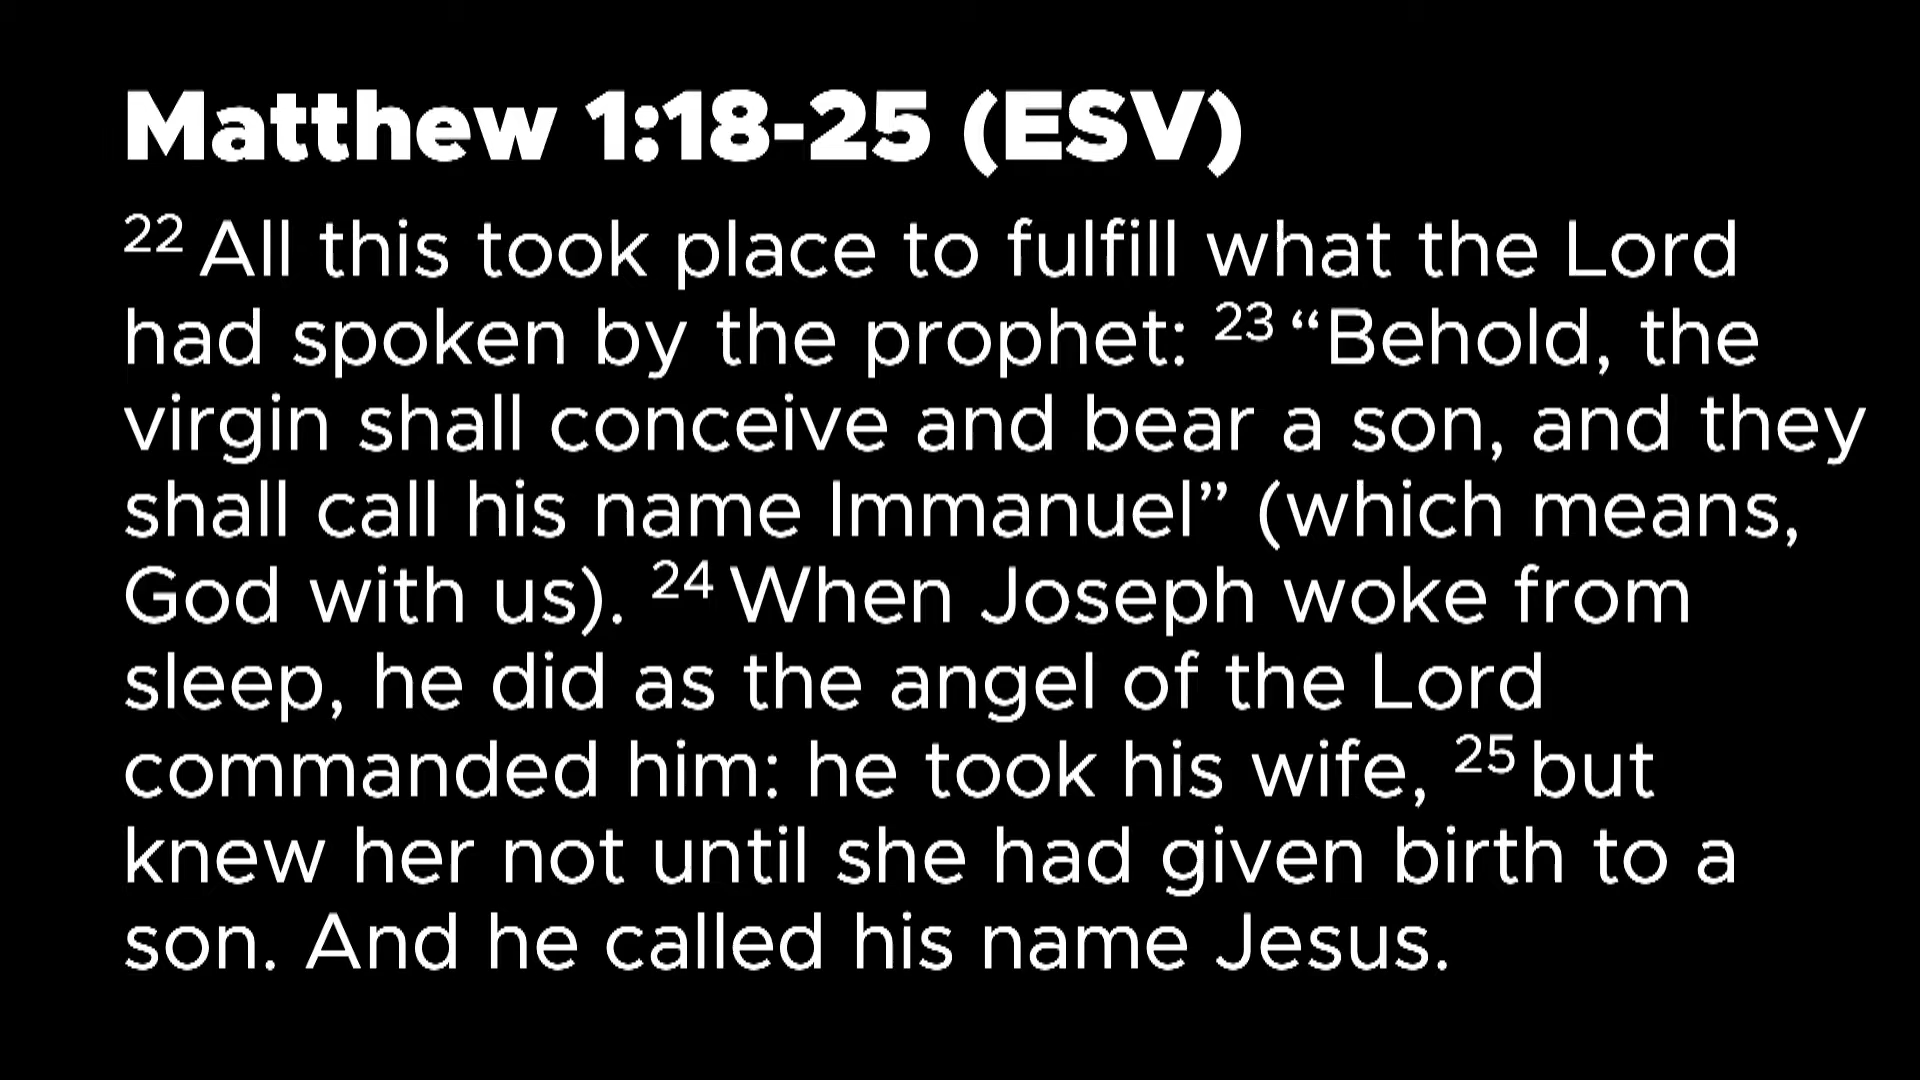 Matthew 1:18-25 (ESV)
22 All this took place to fulfill what the Lord
had spoken by the prophet: 23 “Behold, the
virgin shall conceive and bear a son, and they
shall call his name Immanuel” (which means,
God with us). 24 When Joseph woke from
sleep, he did as the angel of the Lord
commanded him: he took his wife, 25 but
knew her not until she had given birth to a
son. And he called his name Jesus.